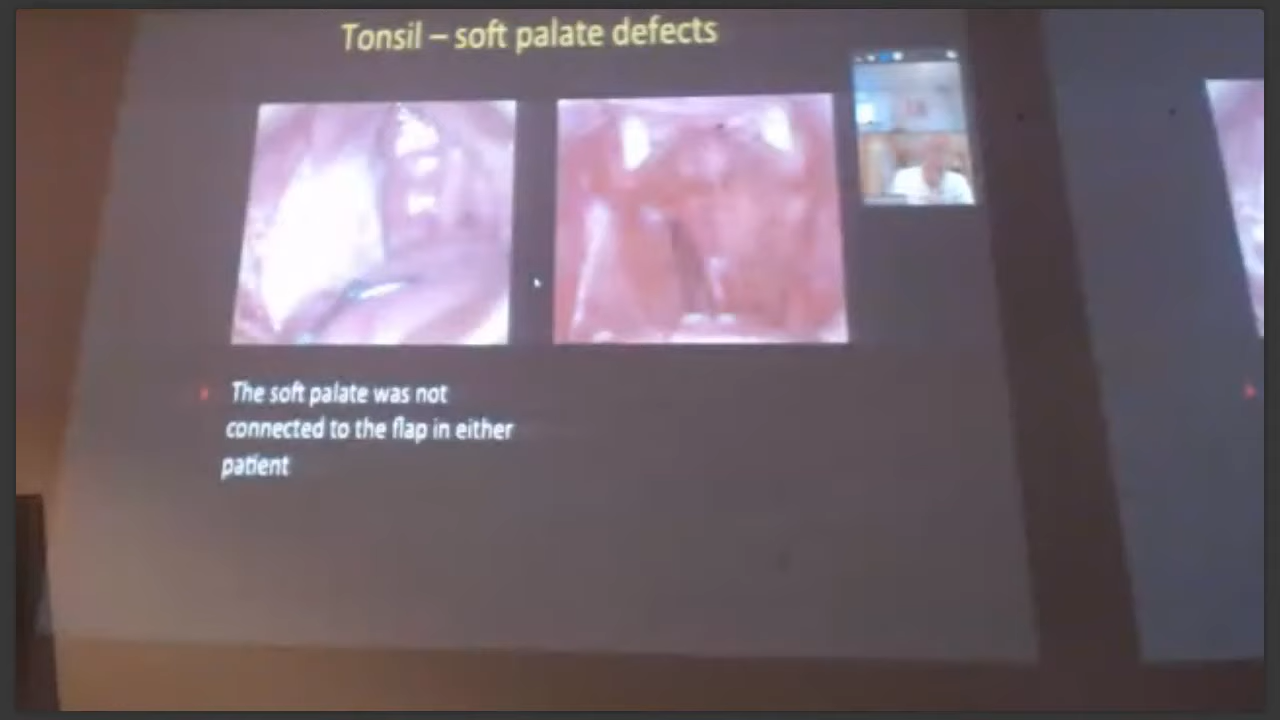 Tonsil – soft palate defects
The soft palate was not
connected to the flap in either
patient